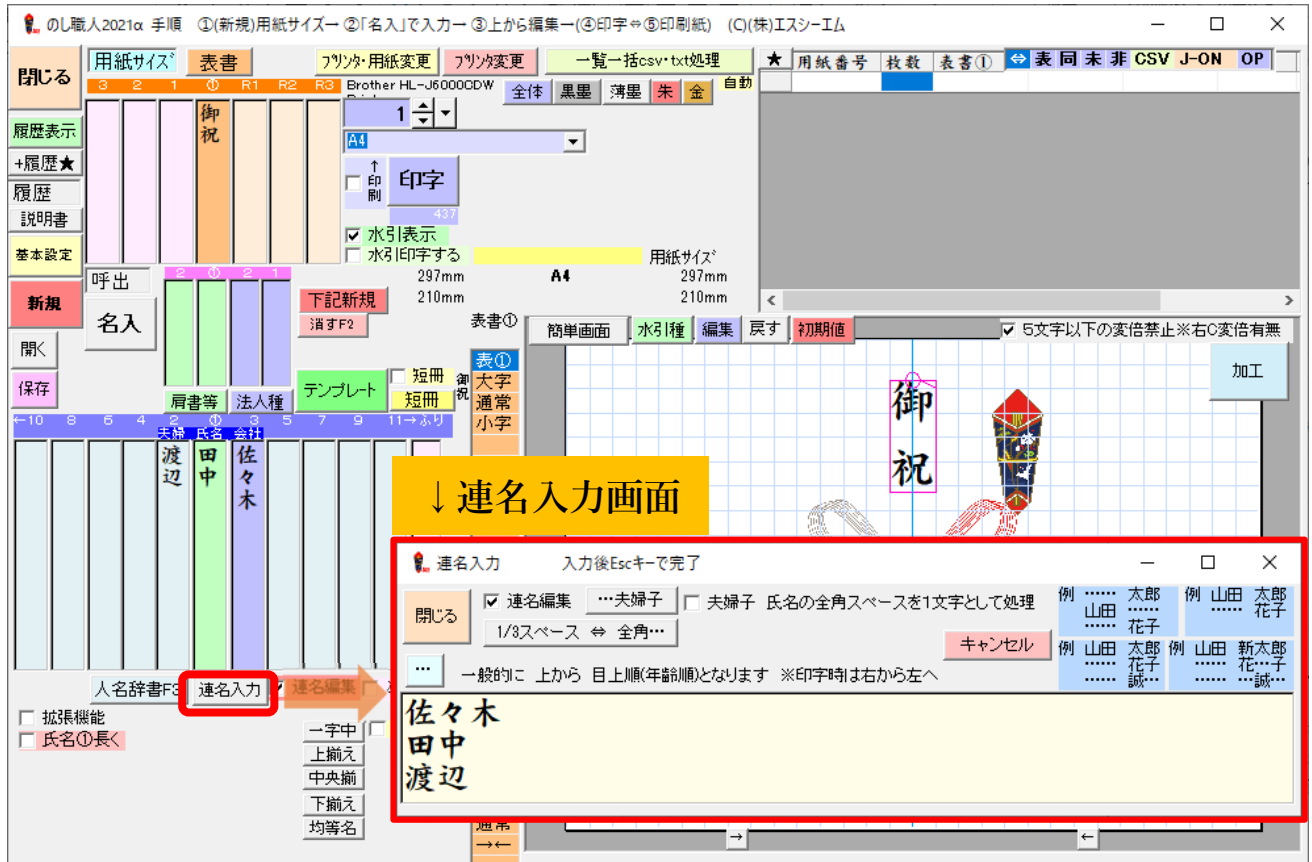 のし職人2021α 手順 ①(新規)用紙サイズ→ ②「名入」で入力→ ③上から編集→(④印字⇔⑤印刷紙) (C)(株)エスシーエム
閉じる
用紙サイズ
表書
プリンタ・用紙変更
プリンタ変更
一覧一括csv・txt処理
★ 用紙番号 枚数 表書① ⇔ 表 同 未 非 CSV J-ON OP
3 2 1 ① R1 R2 R3
Brother HL-J6000CDW
全体 黒墨 薄墨 朱 金 自動
御祝
1
履歴表示
A4
+履歴★
↑印刷
印字
履歴
437
説明書
水引表示
基本設定
水引印字する
用紙サイズ
297mm A4 297mm
210mm 210mm
呼出
2 ① 2 1
新規
名入
下記新規
消すF2
表書①
簡単画面 水引種 編集 戻す 初期値
5文字以下の変倍禁止※右C変倍有無
開く
加工
保存
テンプレート
短冊
短冊
御祝
表①
大字
通常
小字
肩書等 法人種
←10 8 6 4 2 ① 3 5 7 9 11→ふり
夫婦 氏名 会社
渡辺
田中
佐々木
御祝
↓連名入力画面
人名辞書F3 連名入力 連名編集
拡張機能
氏名①長く
一字中
上揃え
中央揃
下揃え
均等名
通常
→←
→
←
連名入力 入力後Escキーで完了
閉じる
連名編集 …夫婦子 夫婦子 氏名の全角スペースを1文字として処理
1/3スペース ⇔ 全角…
キャンセル
… 一般的に 上から 目上順(年齢順)となります ※印字時は右から左へ
例 …… 太郎
山田 ……
…… 花子
例 山田 太郎
…… 花子
例 山田 太郎
…… 花子
…… 誠…
例 山田 新太郎
…… 花…子
…… …誠…
佐々木
田中
渡辺